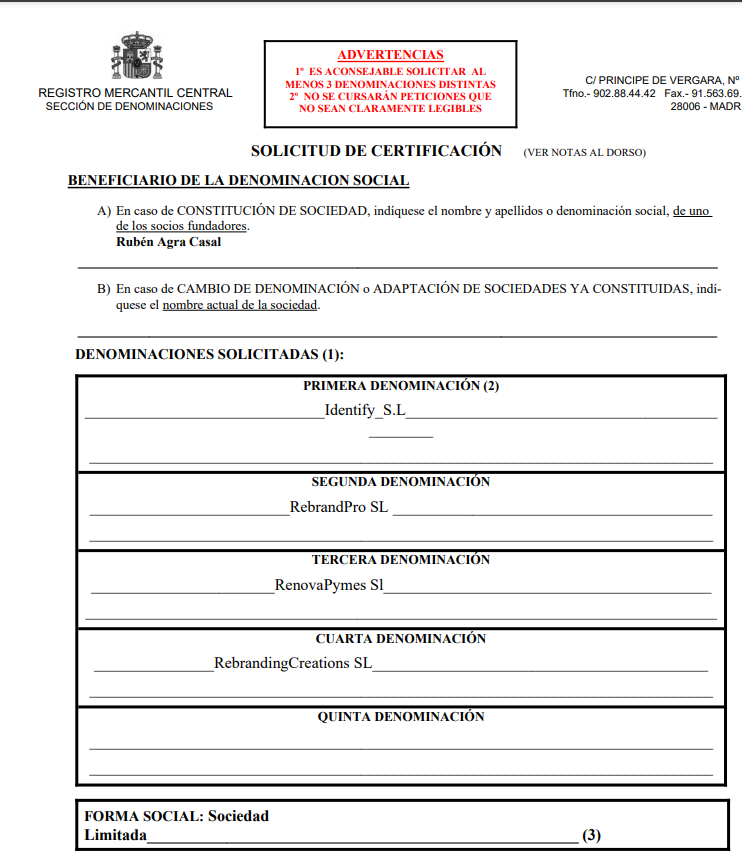 REGISTRO MERCANTIL CENTRAL
SECCIÓN DE DENOMINACIONES
ADVERTENCIAS
1º ES ACONSEJABLE SOLICITAR AL
MENOS 3 DENOMINACIONES DISTINTAS
2º NO SE CURSARÁN PETICIONES QUE
NO SEAN CLARAMENTE LEGIBLES
C/ PRINCIPE DE VERGARA, Nº
Tfno.- 902.88.44.42 Fax.- 91.563.69.
28006 - MADR
SOLICITUD DE CERTIFICACIÓN (VER NOTAS AL DORSO)
BENEFICIARIO DE LA DENOMINACION SOCIAL
A) En caso de CONSTITUCIÓN DE SOCIEDAD, indíquese el nombre y apellidos o denominación social, de uno
de los socios fundadores.
Rubén Agra Casal
B) En caso de CAMBIO DE DENOMINACIÓN o ADAPTACIÓN DE SOCIEDADES YA CONSTITUIDAS, indí-
quese el nombre actual de la sociedad.
DENOMINACIONES SOLICITADAS (1):
PRIMERA DENOMINACIÓN (2)
Identify_S.L
SEGUNDA DENOMINACIÓN
RebrandPro SL
TERCERA DENOMINACIÓN
RenovaPymes Sl
CUARTA DENOMINACIÓN
RebrandingCreations SL
QUINTA DENOMINACIÓN
FORMA SOCIAL: Sociedad
Limitada (3)